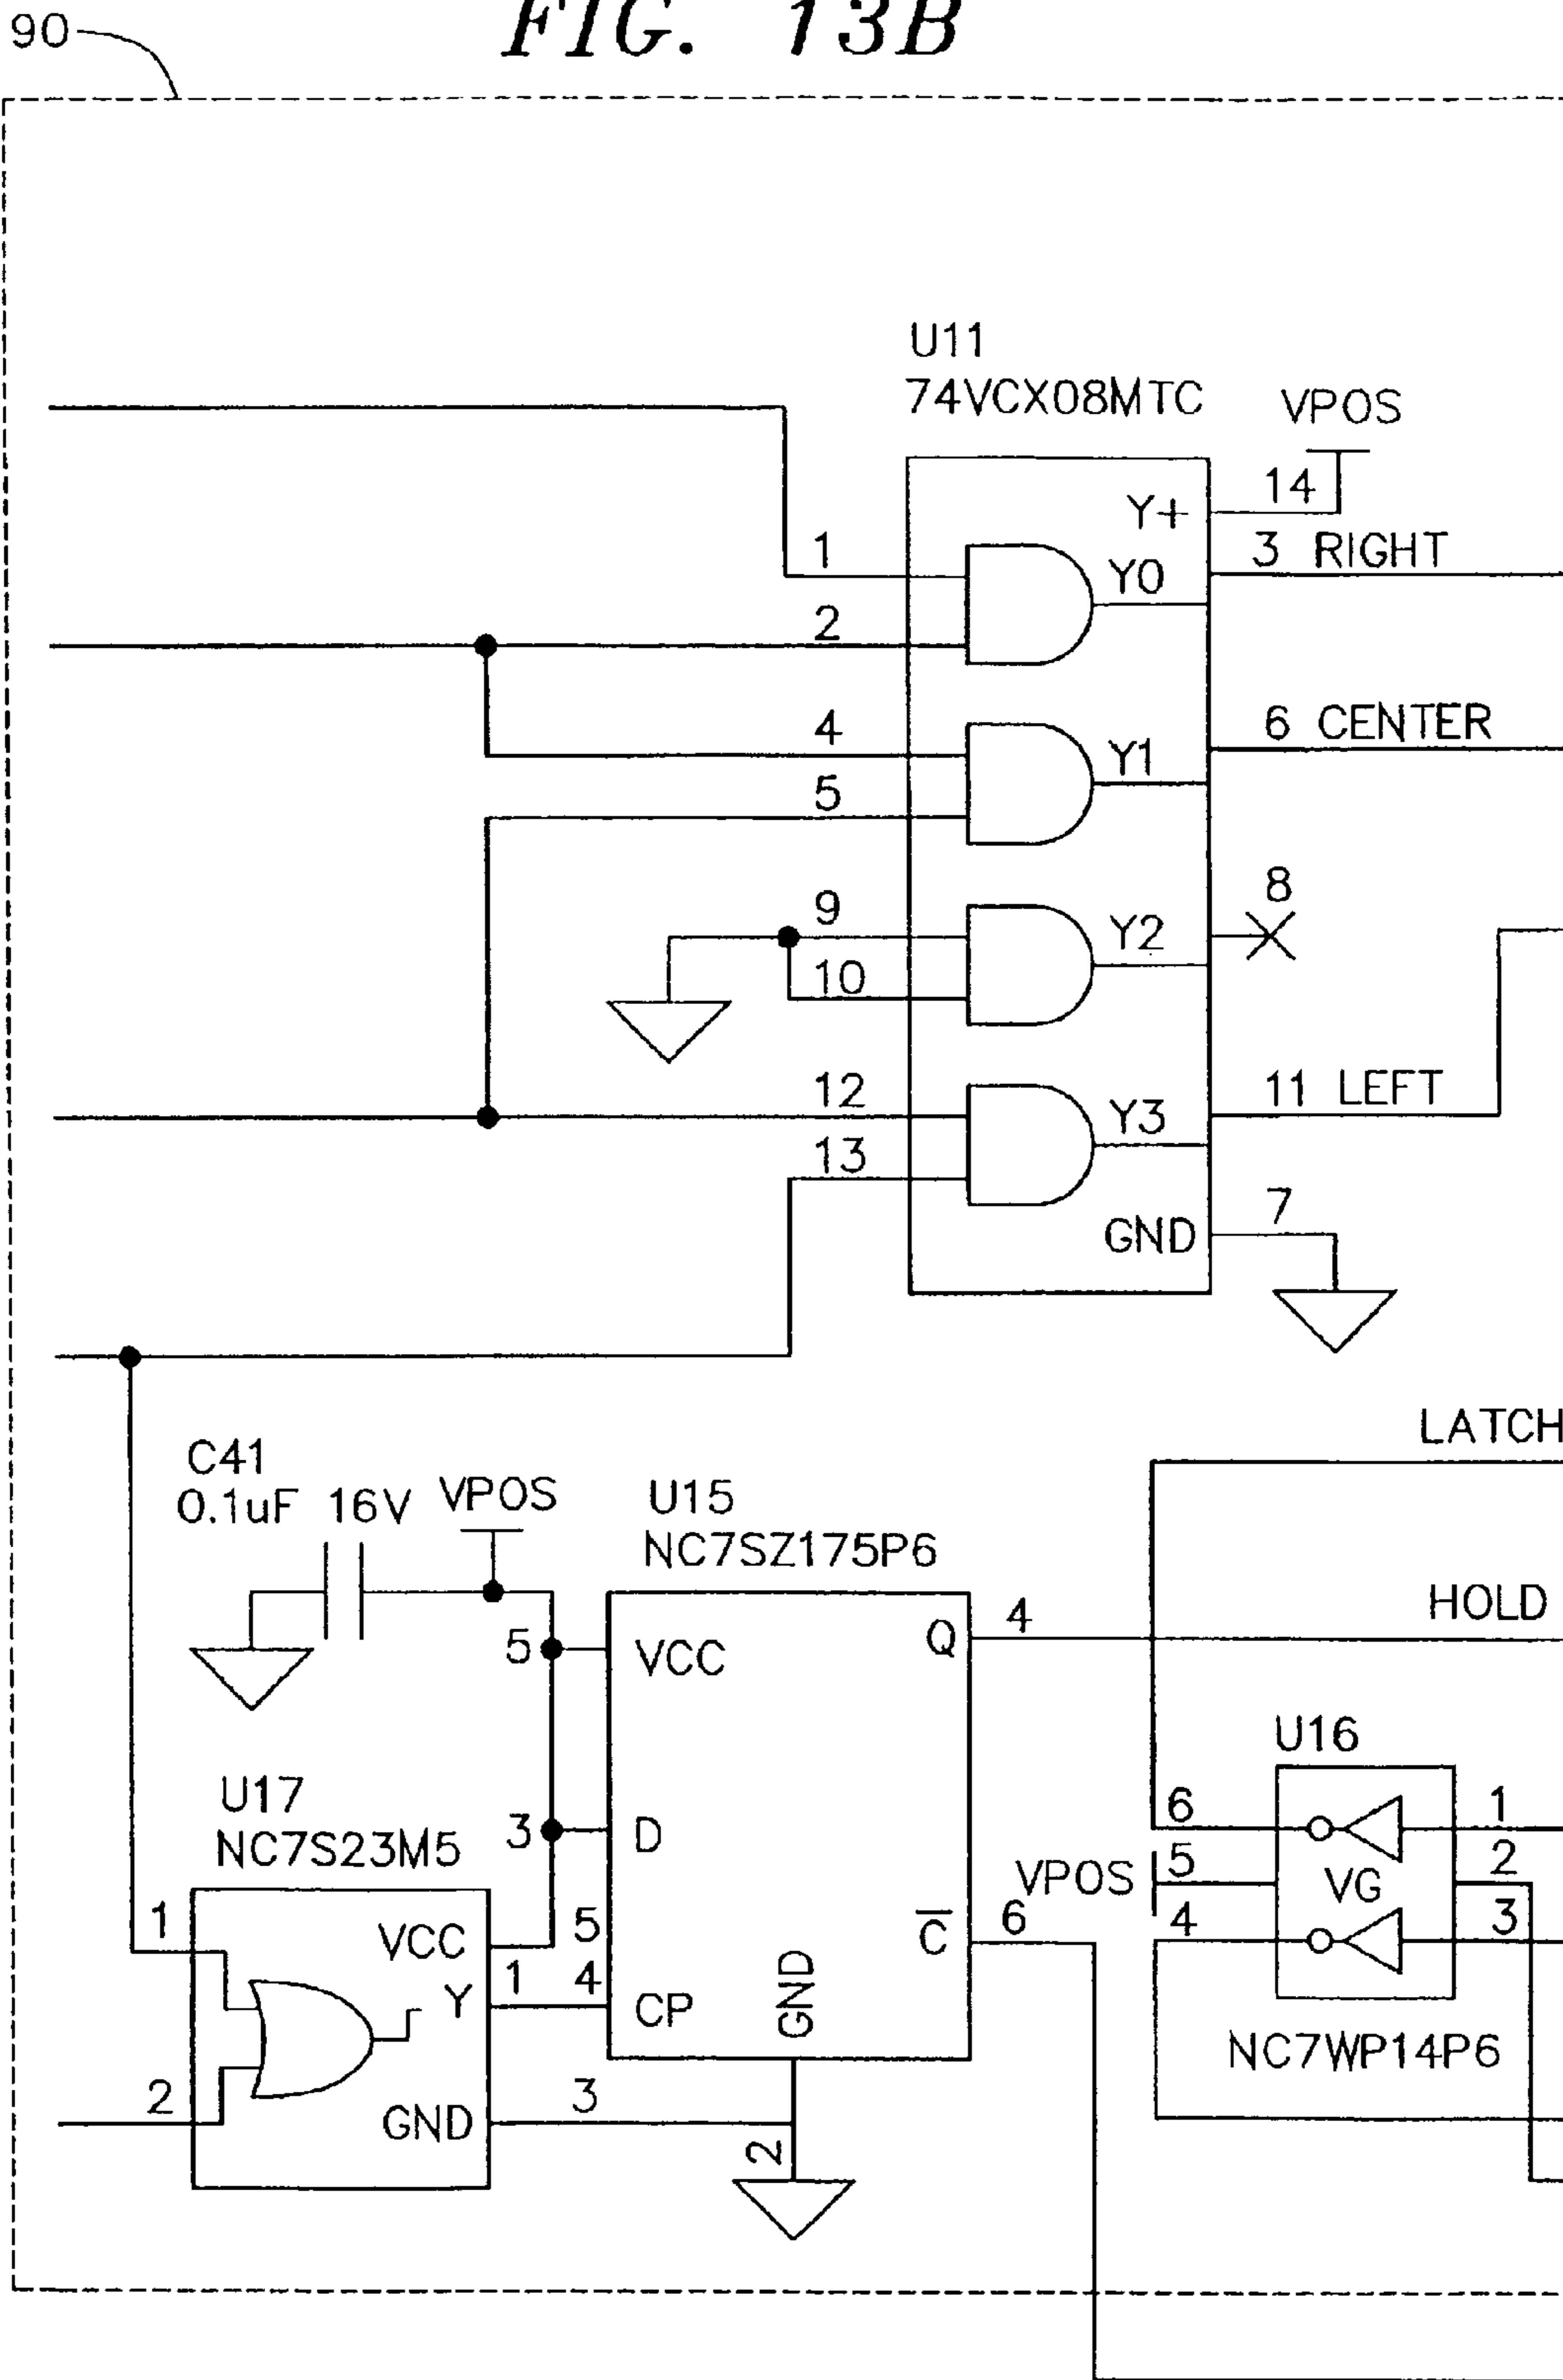 90
FIG. 13B
U11
74VCX08MTC
VPOS
14
Y+
3 RIGHT
1
Y0
2
6 CENTER
4
Y1
5
8
9
Y2
10
11 LEFT
12
Y3
13
7
GND
LATCH
C41
0.1uF 16V
VPOS
U15
NC7SZ175P6
HOLD
4
Q
5
VCC
U16
U17
NC7S23M5
6
1
3
D
VPOS
5
VG
2
4
3
1
VCC
5
C̅
6
Y
1
4
CP
GND
NC7WP14P6
2
GND
3
2